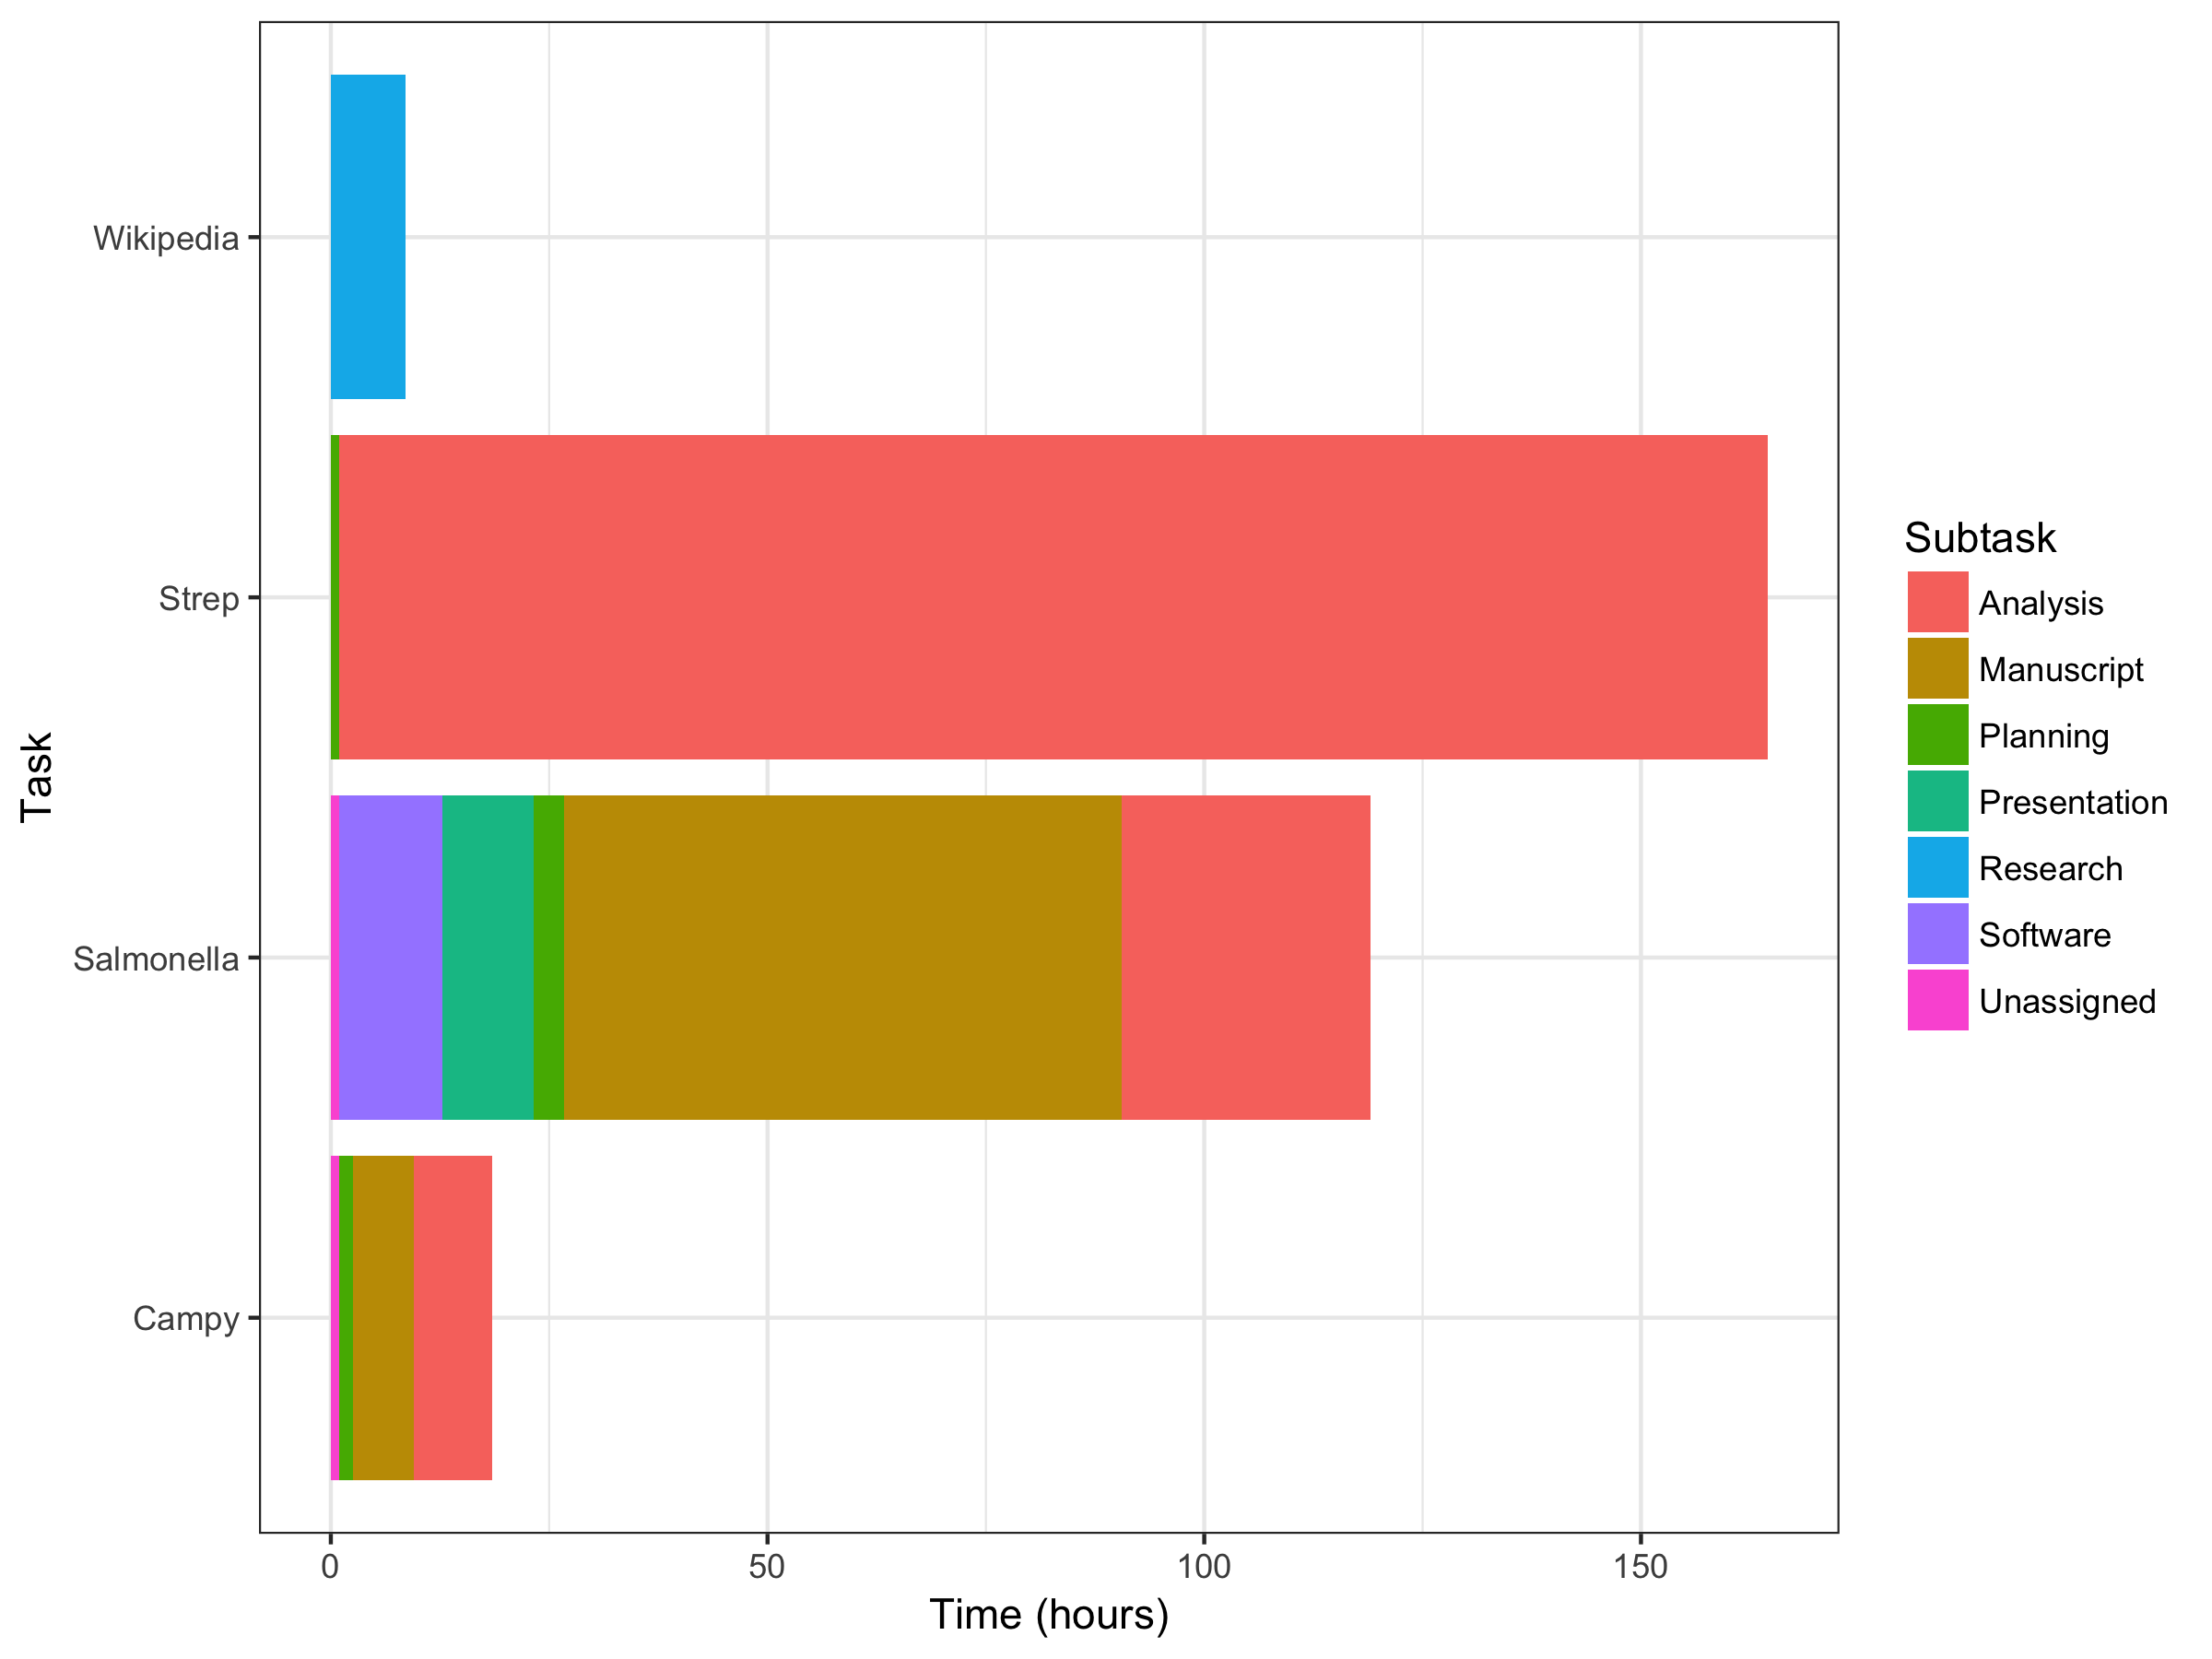 Task
Wikipedia
Strep
Salmonella
Campy
0 50 100 150
Time (hours)
Subtask
Analysis
Manuscript
Planning
Presentation
Research
Software
Unassigned